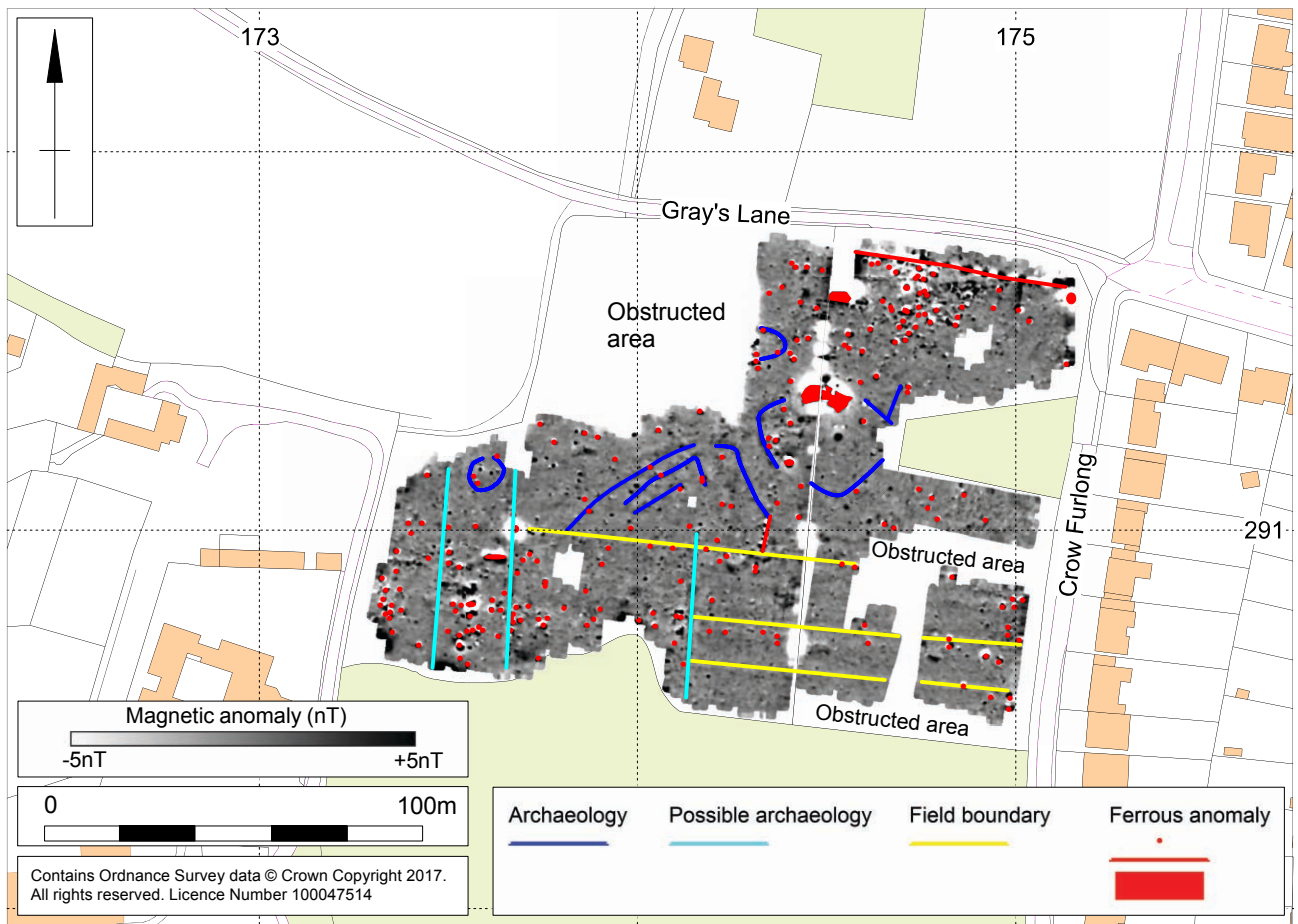 173
175
Gray's Lane
Obstructed
area
Crow Furlong
291
Obstructed area
Obstructed area
Magnetic anomaly (nT)
-5nT
+5nT
0
100m
Contains Ordnance Survey data © Crown Copyright 2017.
All rights reserved. Licence Number 100047514
Archaeology
Possible archaeology
Field boundary
Ferrous anomaly